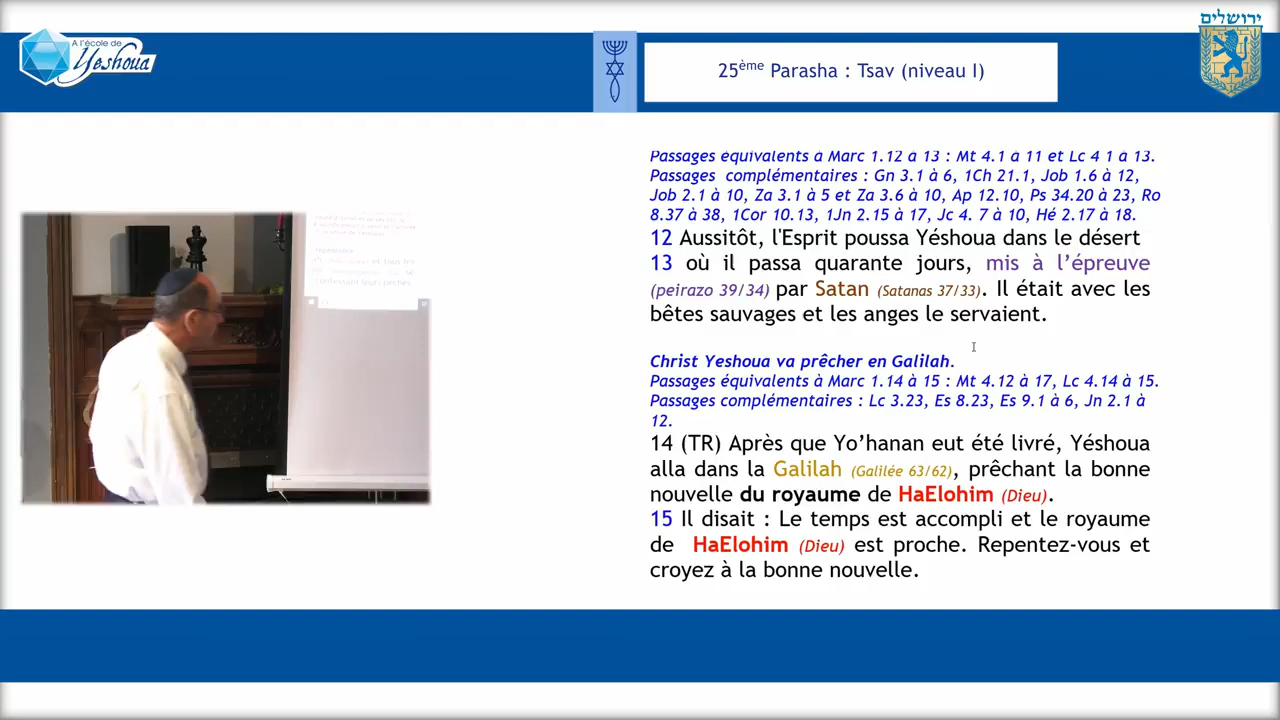 A l'école de
Yeshoua
25ème Parasha : Tsav (niveau I)
ירושלים
Passages équivalents à Marc 1.12 à 13 : Mt 4.1 à 11 et Lc 4 1 à 13.
Passages complémentaires : Gn 3.1 à 6, 1Ch 21.1, Job 1.6 à 12,
Job 2.1 à 10, Za 3.1 à 5 et Za 3.6 à 10, Ap 12.10, Ps 34.20 à 23, Ro
8.37 à 38, 1Cor 10.13, 1Jn 2.15 à 17, Jc 4. 7 à 10, Hé 2.17 à 18.
12 Aussitôt, l'Esprit poussa Yéshoua dans le désert
13 où il passa quarante jours, mis à l’épreuve
(peirazo 39/34) par Satan (Satanas 37/33). Il était avec les
bêtes sauvages et les anges le servaient.
Christ Yeshoua va prêcher en Galilah.
Passages équivalents à Marc 1.14 à 15 : Mt 4.12 à 17, Lc 4.14 à 15.
Passages complémentaires : Lc 3.23, Es 8.23, Es 9.1 à 6, Jn 2.1 à
12.
14 (TR) Après que Yo’hanan eut été livré, Yéshoua
alla dans la Galilah (Galilée 63/62), prêchant la bonne
nouvelle du royaume de HaElohim (Dieu).
15 Il disait : Le temps est accompli et le royaume
de HaElohim (Dieu) est proche. Repentez-vous et
croyez à la bonne nouvelle.